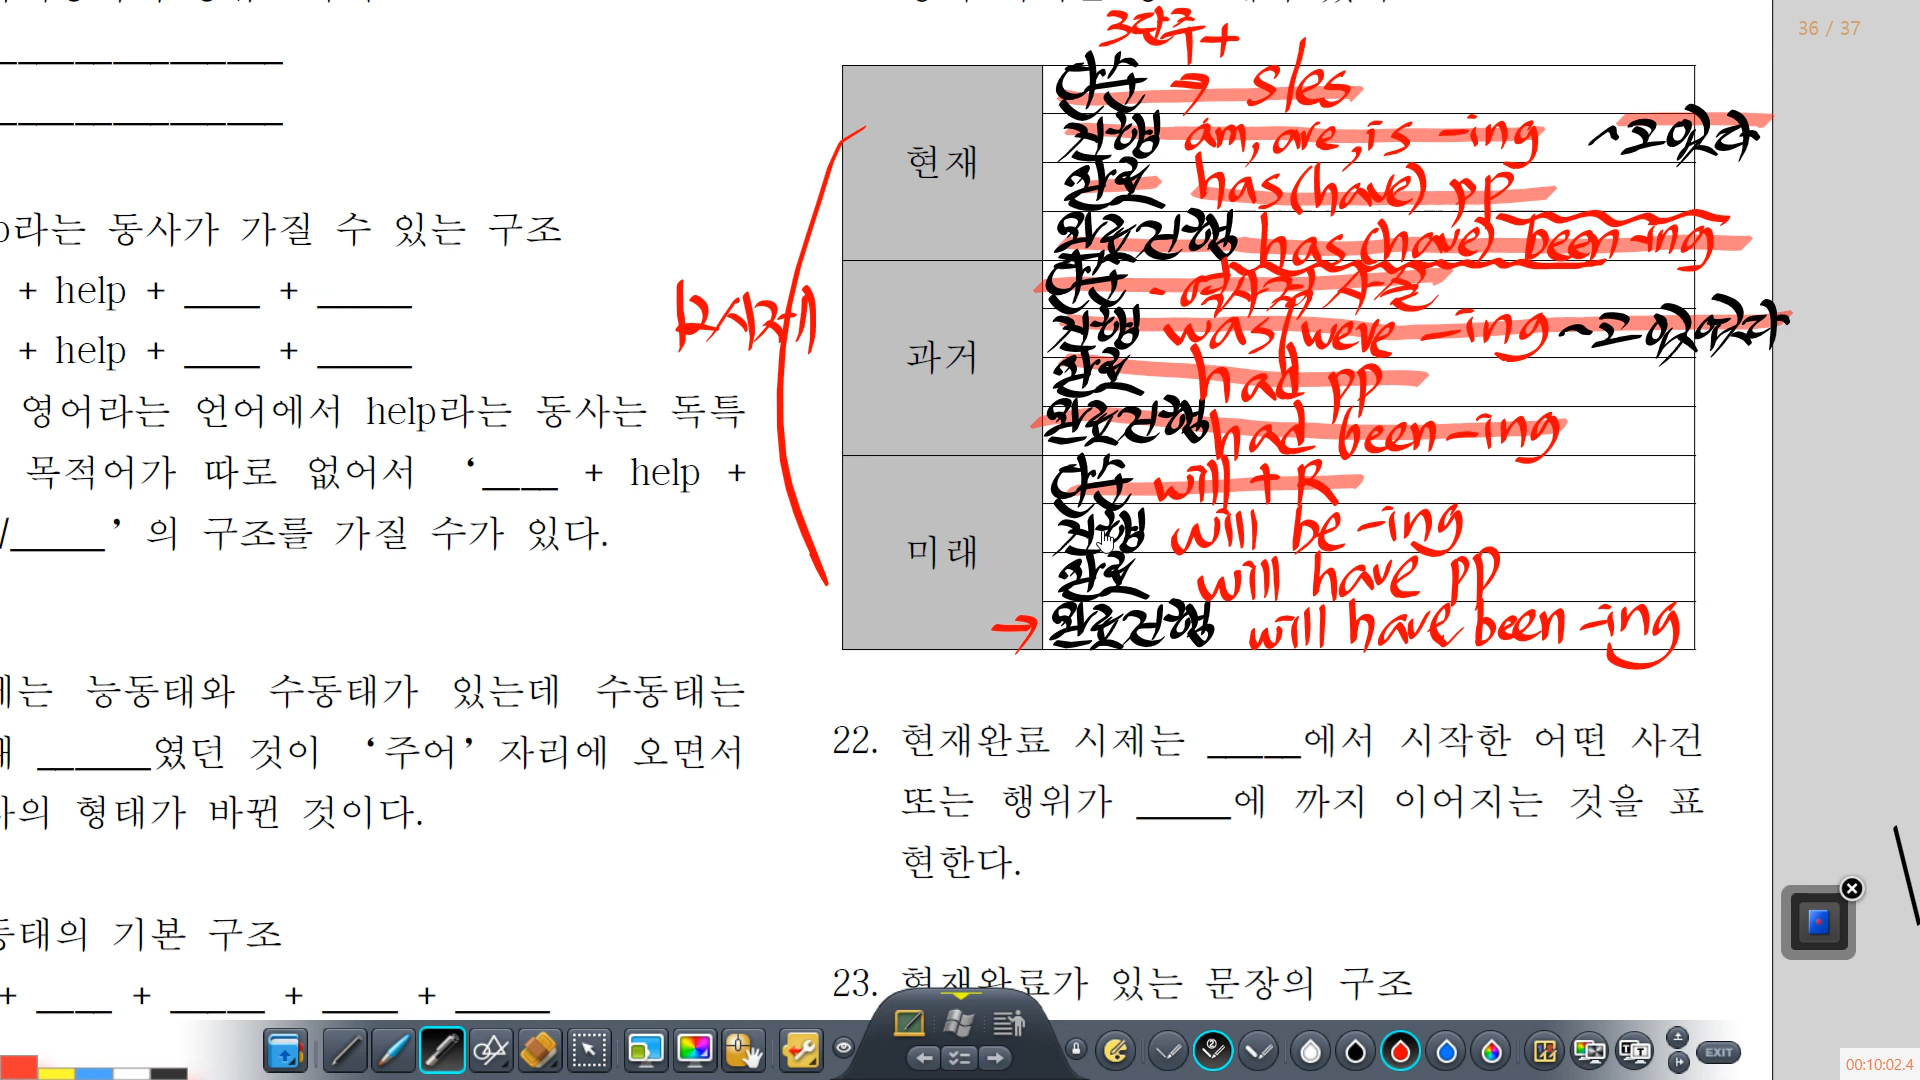 라는 동사가 가질 수 있는 구조
+ help + ____ + _____
+ help + ____ + _____
영어라는 언어에서 help라는 동사는 독특
목적어가 따로 없어서 ‘____ + help +
/_____ ’의 구조를 가질 수가 있다.
는 능동태와 수동태가 있는데 수동태는
______였던 것이 ‘주어’자리에 오면서
의 형태가 바뀐 것이다.
동태의 기본 구조
+ ____ + _____ + ____ + _____
3단주+
현재
단순 → s/es
진행 am, are, is -ing ~고 있다
완료 has(have) pp
완료진행 has(have) been -ing
과거
단순 - 역사적 사실
진행 was/were -ing ~고 있었다
완료 had pp
완료진행 had been -ing
미래
단순 will + R
진행 will be -ing
완료 will have pp
→ 완료진행 will have been -ing
22. 현재완료 시제는 _____에서 시작한 어떤 사건
또는 행위가 _____에 까지 이어지는 것을 표
현한다.
23. 현재완료가 있는 문장의 구조
36 / 37
EXIT
00:10:02.4